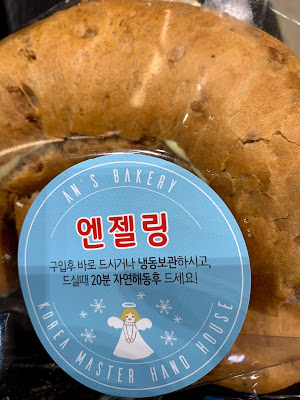 AN'S BAKERY
엔젤링
구입후 바로 드시거나 냉동보관하시고,
드실때 20분 자연해동후 드세요!
KOREA MASTER HAND HOUSE